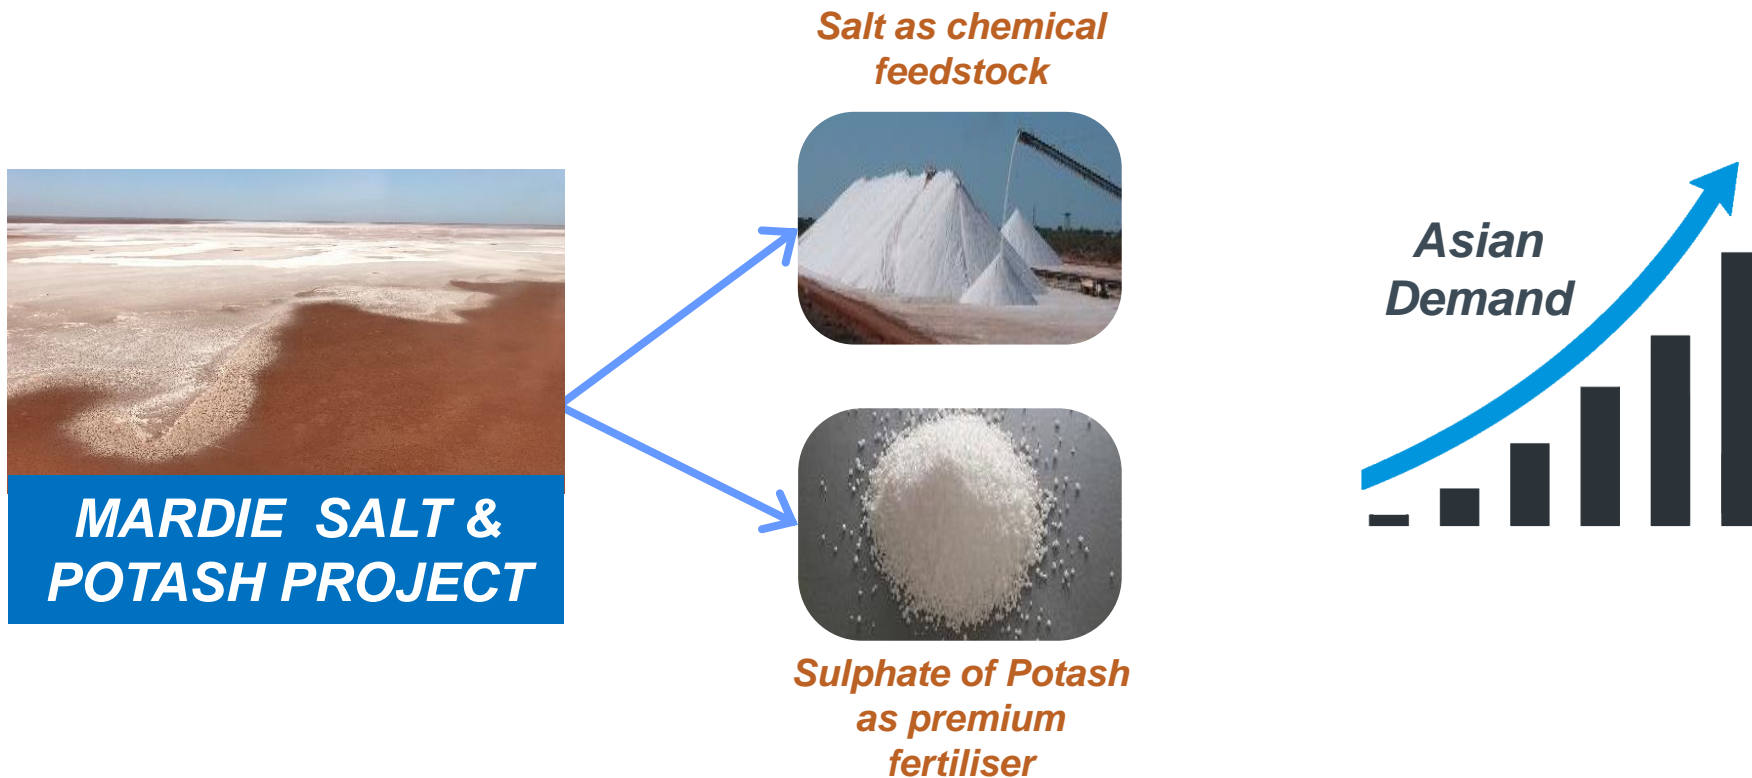 Salt as chemical
feedstock
MARDIE SALT &
POTASH PROJECT
Asian
Demand
Sulphate of Potash
as premium
fertiliser